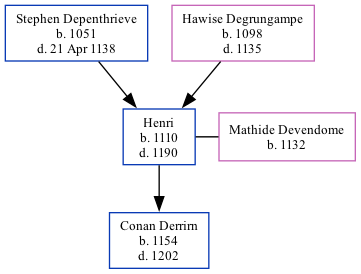 Stephen Depenthrieve
b. 1051
d. 21 Apr 1138
Hawise Degrungampe
b. 1098
d. 1135
Henri
b. 1110
d. 1190
Mathide Devendome
b. 1132
Conan Derrim
b. 1154
d. 1202